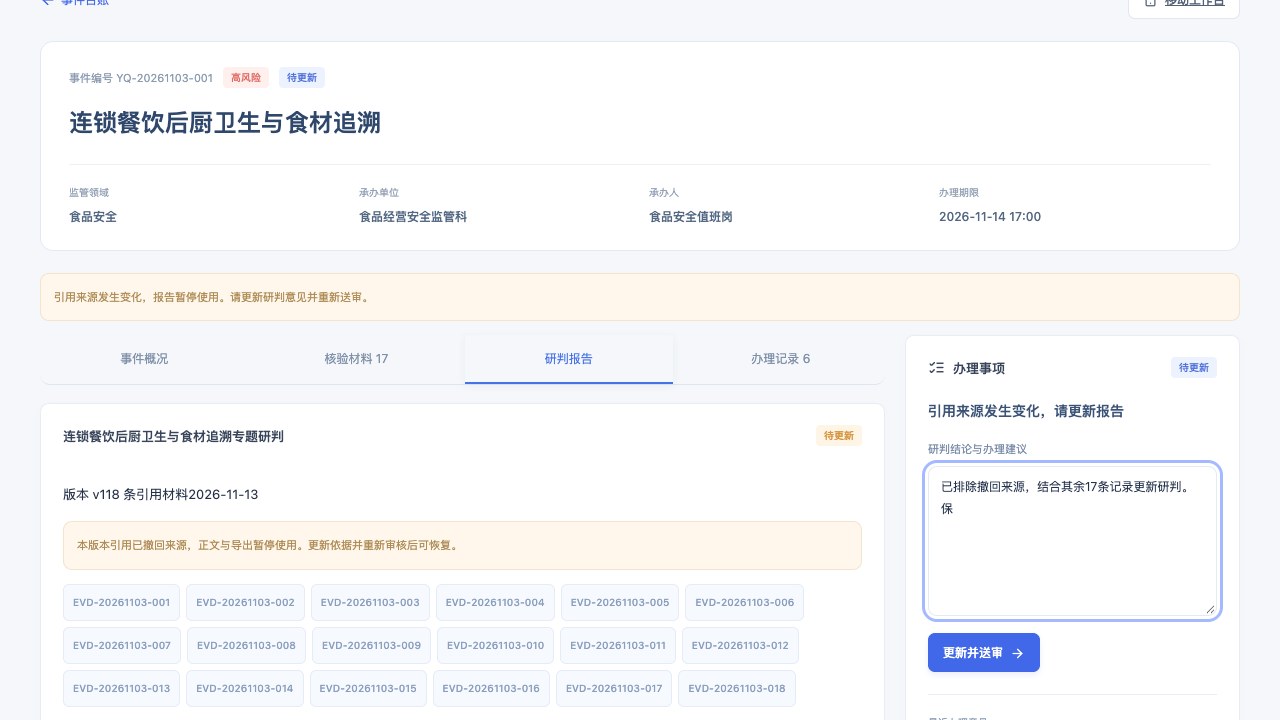 事件台账
移动工作台
事件编号 YQ-20261103-001 高风险 待更新
连锁餐饮后厨卫生与食材追溯
监管领域 承办单位 承办人 办理期限
食品安全 食品经营安全监管科 食品安全值班岗 2026-11-14 17:00
引用来源发生变化，报告暂停使用。请更新研判意见并重新送审。
事件概况 核验材料 17 研判报告 办理记录 6
连锁餐饮后厨卫生与食材追溯专题研判 待更新
版本 v118 条引用材料2026-11-13
本版本引用已撤回来源，正文与导出暂停使用。更新依据并重新审核后可恢复。
EVD-20261103-001 EVD-20261103-002 EVD-20261103-003 EVD-20261103-004 EVD-20261103-005 EVD-20261103-006
EVD-20261103-007 EVD-20261103-008 EVD-20261103-009 EVD-20261103-010 EVD-20261103-011 EVD-20261103-012
EVD-20261103-013 EVD-20261103-014 EVD-20261103-015 EVD-20261103-016 EVD-20261103-017 EVD-20261103-018
办理事项 待更新
引用来源发生变化，请更新报告
研判结论与办理建议
已排除撤回来源，结合其余17条记录更新研判。
保
更新并送审